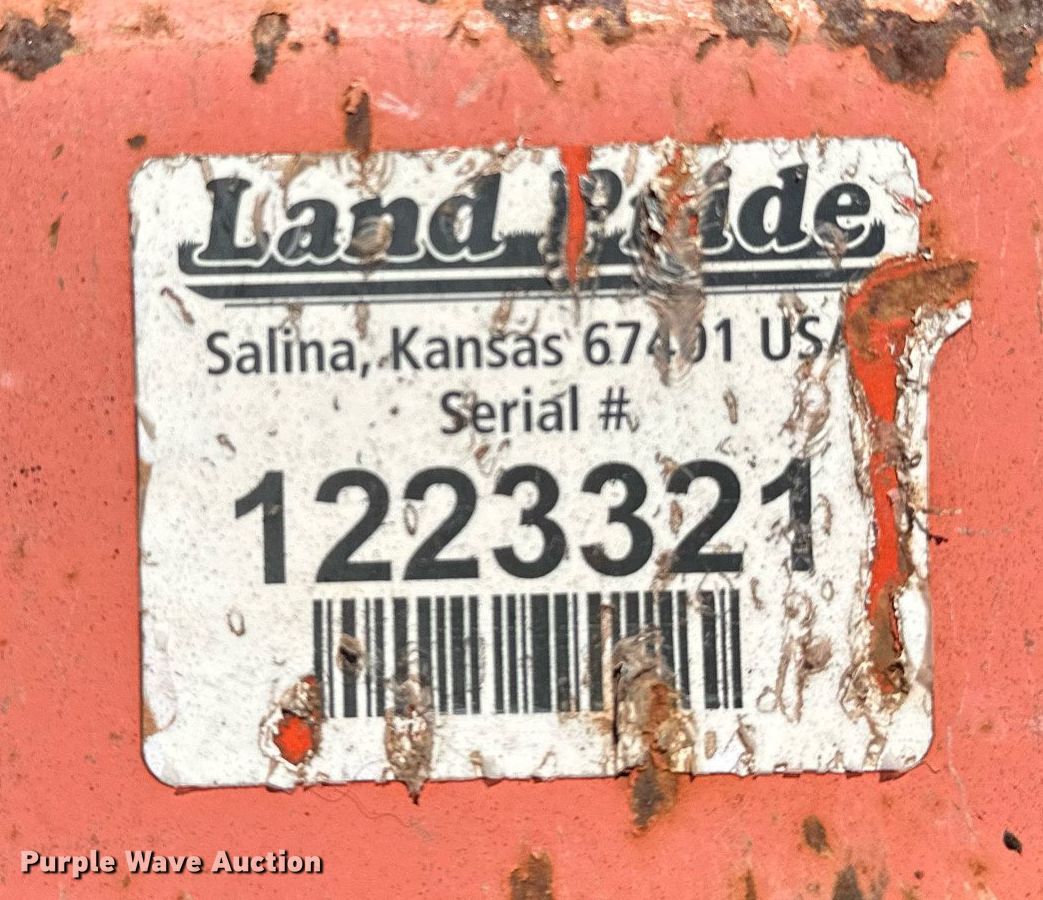 Land Pride
Salina, Kansas 67401 USA
Serial #
1223321
Purple Wave Auction